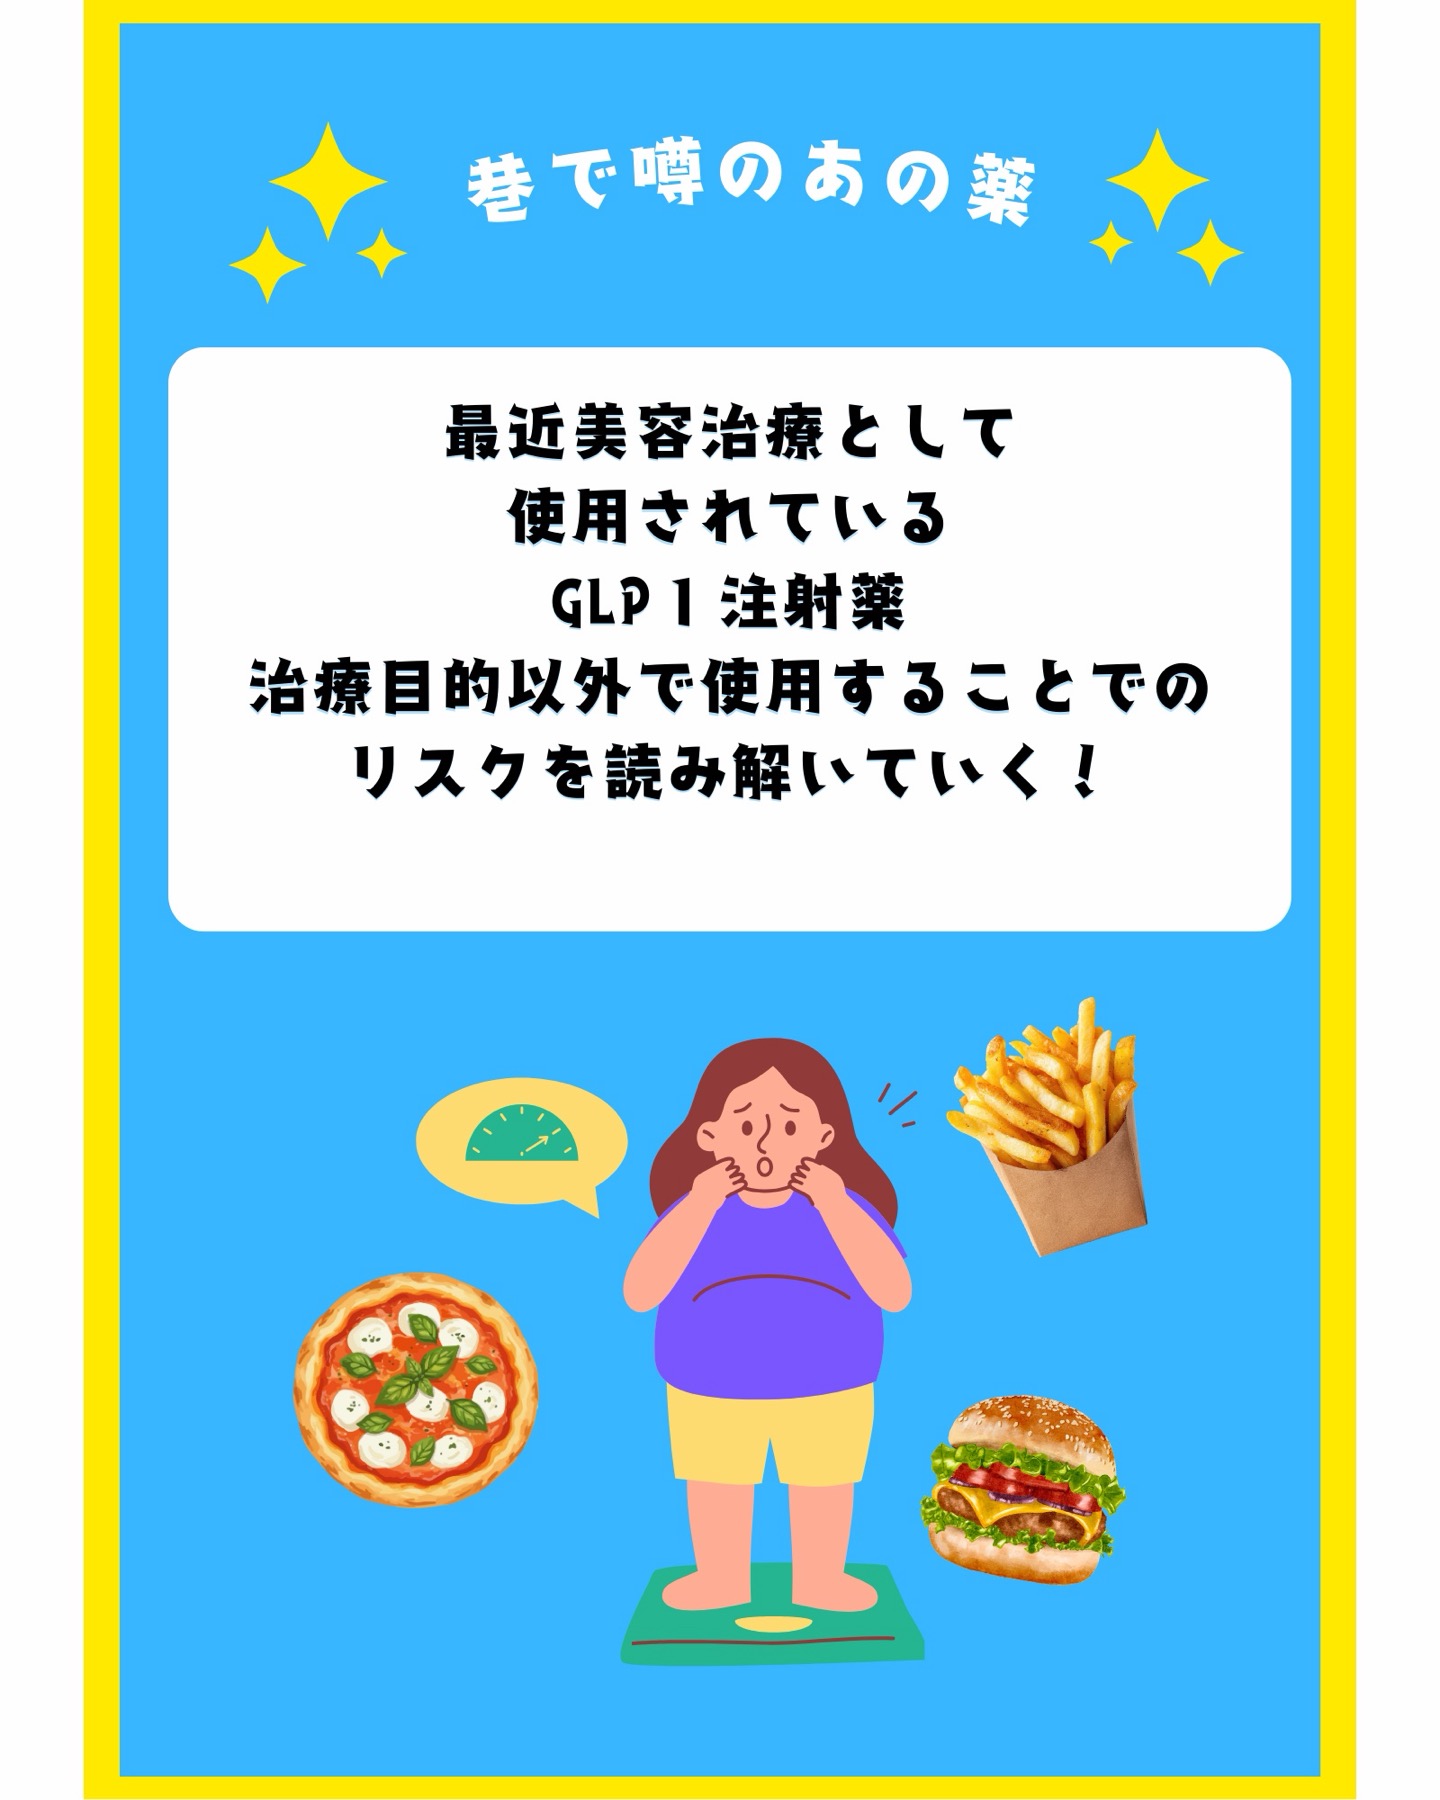 巷で噂のあの薬
最近美容治療として
使用されている
GLP1注射薬
治療目的以外で使用することでの
リスクを読み解いていく!